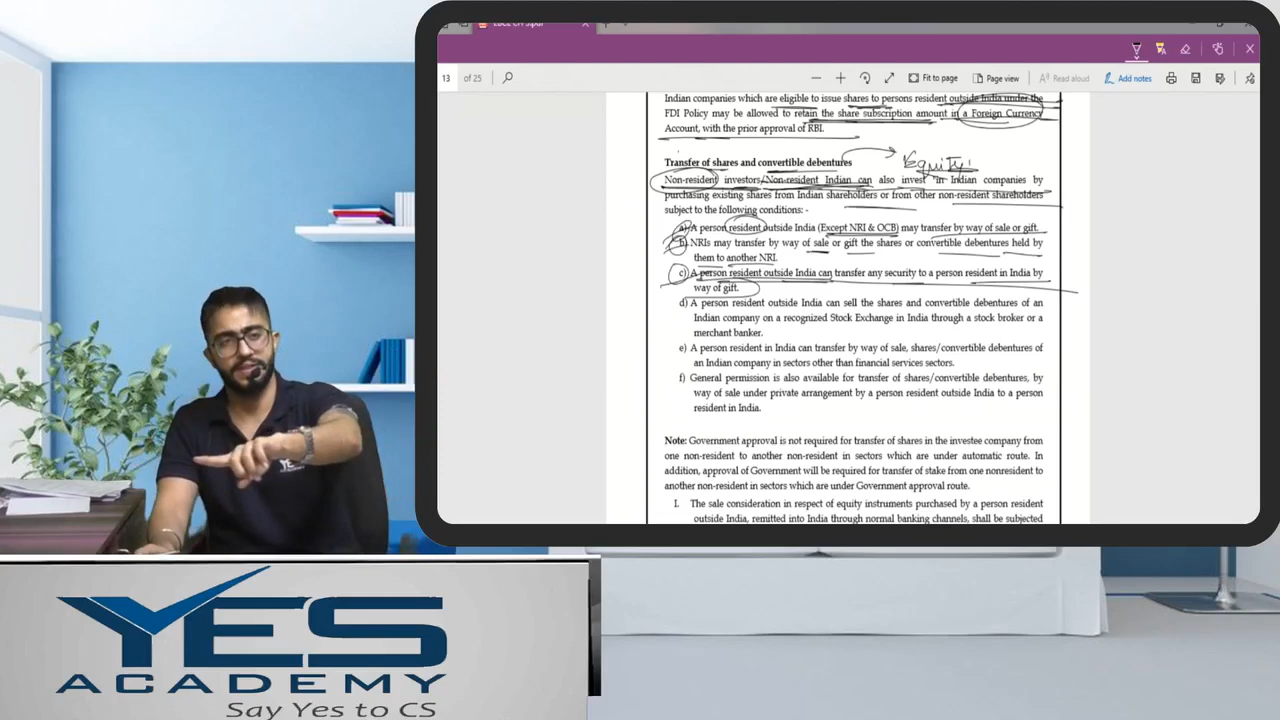 13 of 25
Fit to page
Page view
Read aloud
Add notes
Indian companies which are eligible to issue shares to persons resident outside India under the
FDI Policy may be allowed to retain the share subscription amount in a Foreign Currency
Account, with the prior approval of RBI.
Transfer of shares and convertible debentures
Equity
Non-resident investors/Non-resident Indian can also invest in Indian companies by
purchasing existing shares from Indian shareholders or from other non-resident shareholders
subject to the following conditions: -
a) A person resident outside India (Except NRI & OCB) may transfer by way of sale or gift.
b) NRIs may transfer by way of sale or gift the shares or convertible debentures held by
them to another NRI.
c) A person resident outside India can transfer any security to a person resident in India by
way of gift.
d) A person resident outside India can sell the shares and convertible debentures of an
Indian company on a recognized Stock Exchange in India through a stock broker or a
merchant banker.
e) A person resident in India can transfer by way of sale, shares/convertible debentures of
an Indian company in sectors other than financial services sectors.
f) General permission is also available for transfer of shares/convertible debentures, by
way of sale under private arrangement by a person resident outside India to a person
resident in India.
Note: Government approval is not required for transfer of shares in the investee company from
one non-resident to another non-resident in sectors which are under automatic route. In
addition, approval of Government will be required for transfer of stake from one nonresident to
another non-resident in sectors which are under Government approval route.
I. The sale consideration in respect of equity instruments purchased by a person resident
outside India, remitted into India through normal banking channels, shall be subjected
YES
YES
ACADEMY
Say Yes to CS